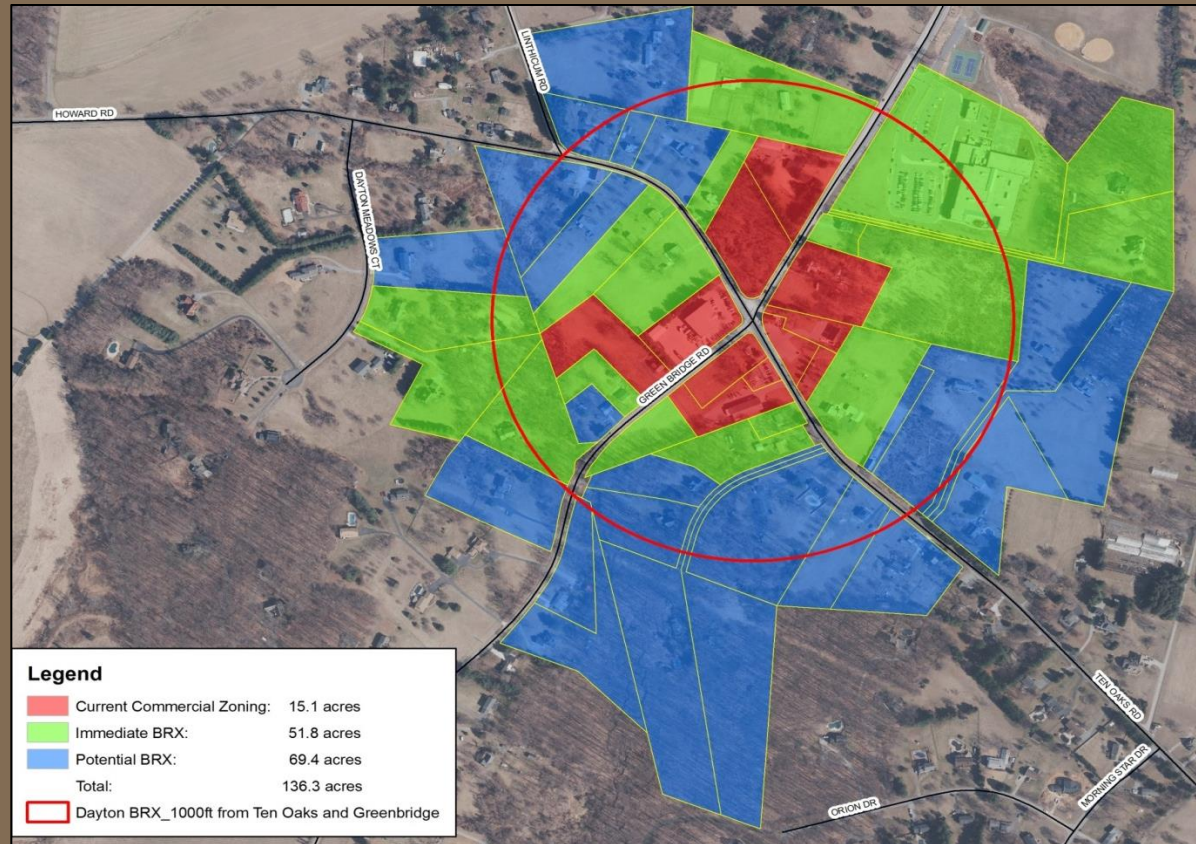 LINTHICUM RD
HOWARD RD
DAYTON MEADOWS CT
GREEN BRIDGE RD
TEN OAKS RD
MORNING STAR DR
ORION DR
Legend
Current Commercial Zoning: 15.1 acres
Immediate BRX: 51.8 acres
Potential BRX: 69.4 acres
Total: 136.3 acres
Dayton BRX_1000ft from Ten Oaks and Greenbridge